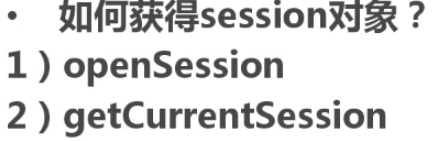 • 如何获得session对象？
1）openSession
2）getCurrentSession